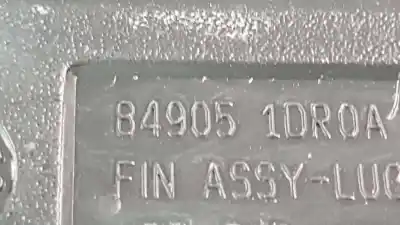 84905 1DR0A
FIN ASSY-LUG